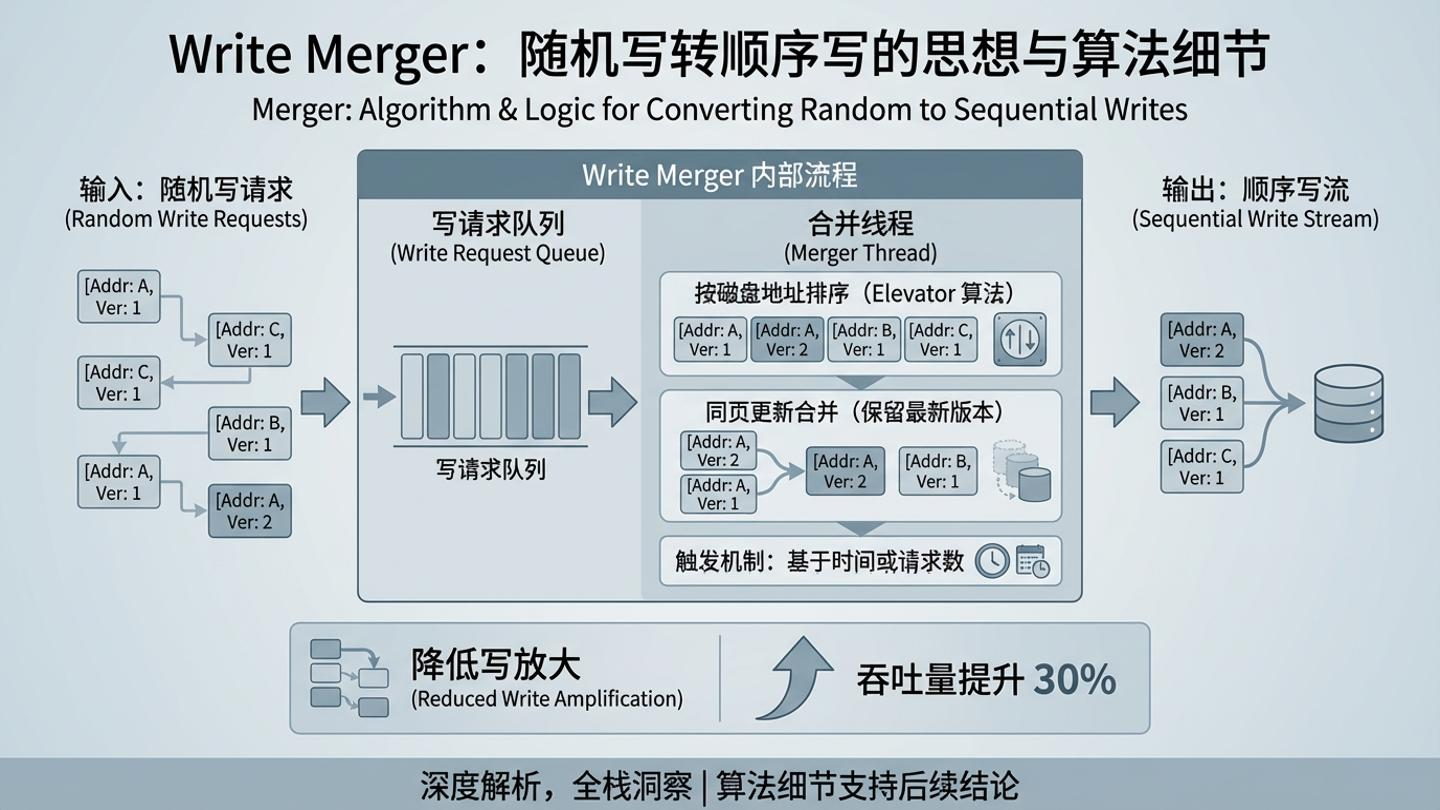 Write Merger：随机写转顺序写的思想与算法细节
Merger: Algorithm & Logic for Converting Random to Sequential Writes
输入：随机写请求
(Random Write Requests)
[Addr: A,
Ver: 1
[Addr: C,
Ver: 1
[Addr: C,
Ver: 1
[Addr: B,
Ver: 1
[Addr: A,
Ver: 1
[Addr: A,
Ver: 2
Write Merger 内部流程
写请求队列
(Write Request Queue)
写请求队列
合并线程
(Merger Thread)
按磁盘地址排序（Elevator 算法）
[Addr: A,
Ver: 1
[Addr: A,
Ver: 2
[Addr: B,
Ver: 1
[Addr: C,
Ver: 1
同页更新合并（保留最新版本）
[Addr: A,
Ver: 2
[Addr: A,
Ver: 1
[Addr: A,
Ver: 2
[Addr: B,
Ver: 1
触发机制：基于时间或请求数
输出：顺序写流
(Sequential Write Stream)
[Addr: A,
Ver: 2
[Addr: B,
Ver: 1
[Addr: C,
Ver: 1
降低写放大
(Reduced Write Amplification)
吞吐量提升 30%
深度解析，全栈洞察 | 算法细节支持后续结论